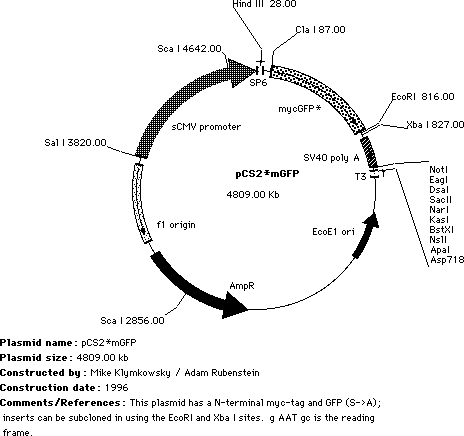 Hind III 28.00
Cla I 87.00
Sca I 4642.00
SP6
mycGFP*
EcoRI 816.00
Xba I 827.00
sCMV promoter
Sal I 3820.00
SV40 poly A
pCS2*mGFP
T3
4809.00 Kb
NotI
EagI
DsaI
SacII
NarI
KasI
BstXI
NsII
ApaI
Asp718
f1 origin
EcoE1 ori
AmpR
Sca I 2856.00
Plasmid name: pCS2*mGFP
Plasmid size: 4809.00 kb
Constructed by: Mike Klymkowsky / Adam Rubenstein
Construction date: 1996
Comments/References: This plasmid has a N-terminal myc-tag and GFP (S->A);
inserts can be subcloned in using the EcoRI and Xba I sites. g AAT gc is the reading
frame.